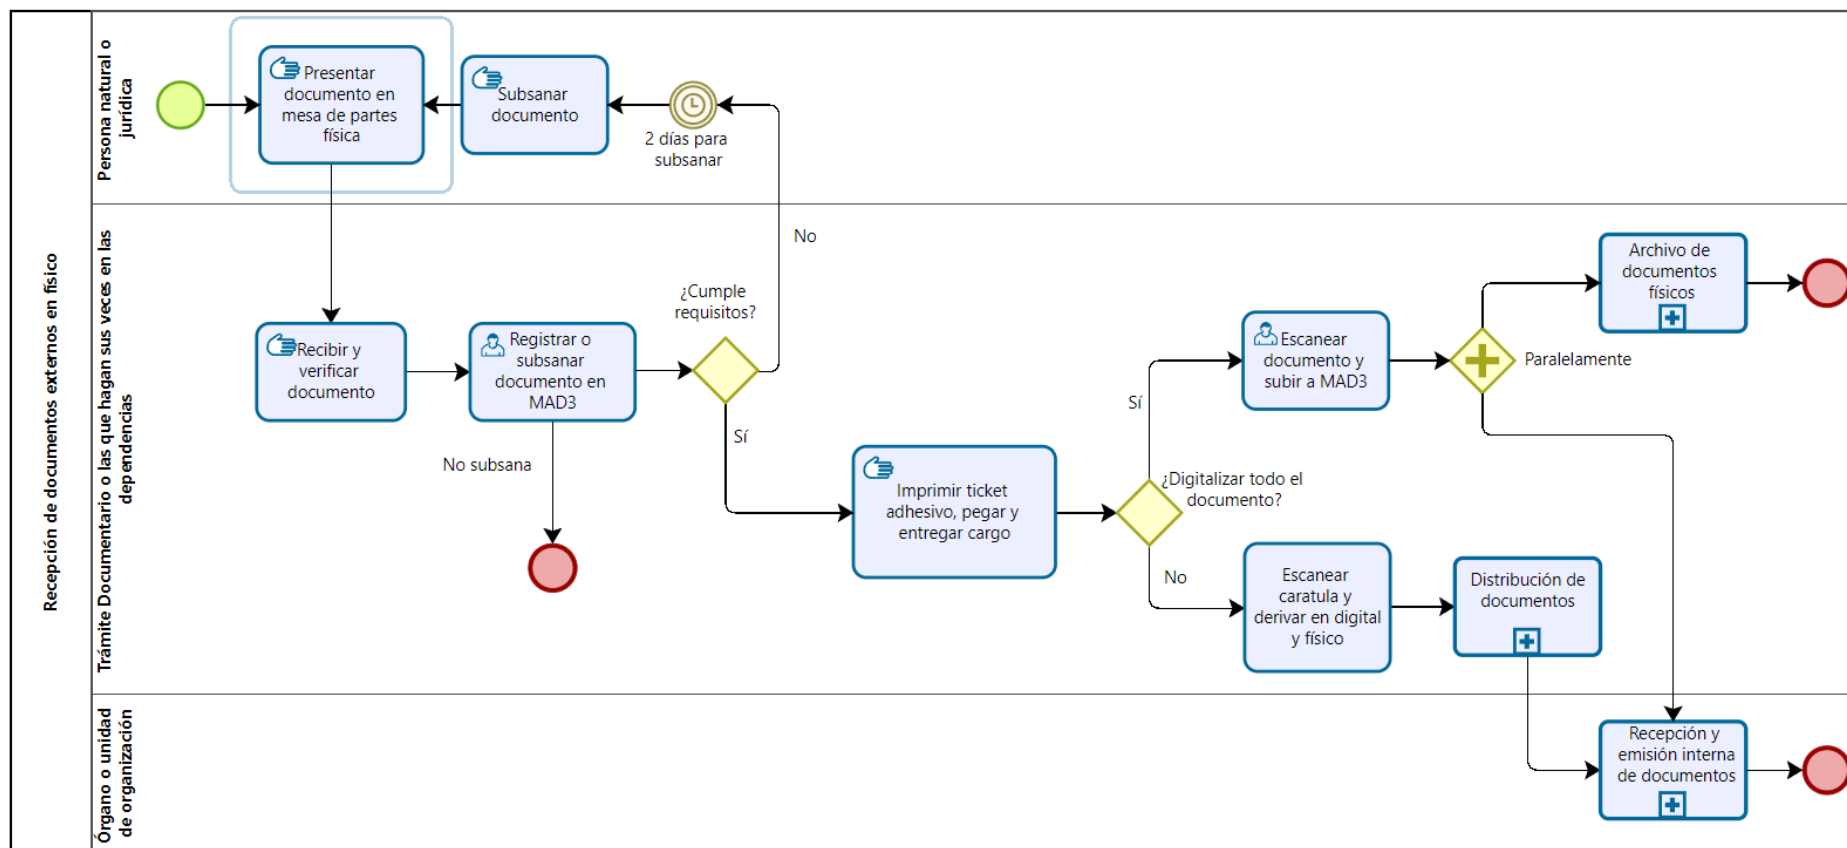 Recepción de documentos externos en físico
Persona natural o
jurídica
Presentar
documento en
mesa de partes
física
Subsanar
documento
2 días para
subsanar
No
Trámite Documentario o las que hagan sus veces en las
dependencias
Recibir y
verificar
documento
Registrar o
subsanar
documento en
MAD3
No subsana
¿Cumple
requisitos?
Sí
Imprimir ticket
adhesivo, pegar y
entregar cargo
¿Digitalizar todo el
documento?
Sí
Escanear
documento y
subir a MAD3
Paralelamente
Archivo de
documentos
físicos
No
Escanear
caratula y
derivar en digital
y físico
Distribución de
documentos
Órgano o unidad
de organización
Recepción y
emisión interna
de documentos